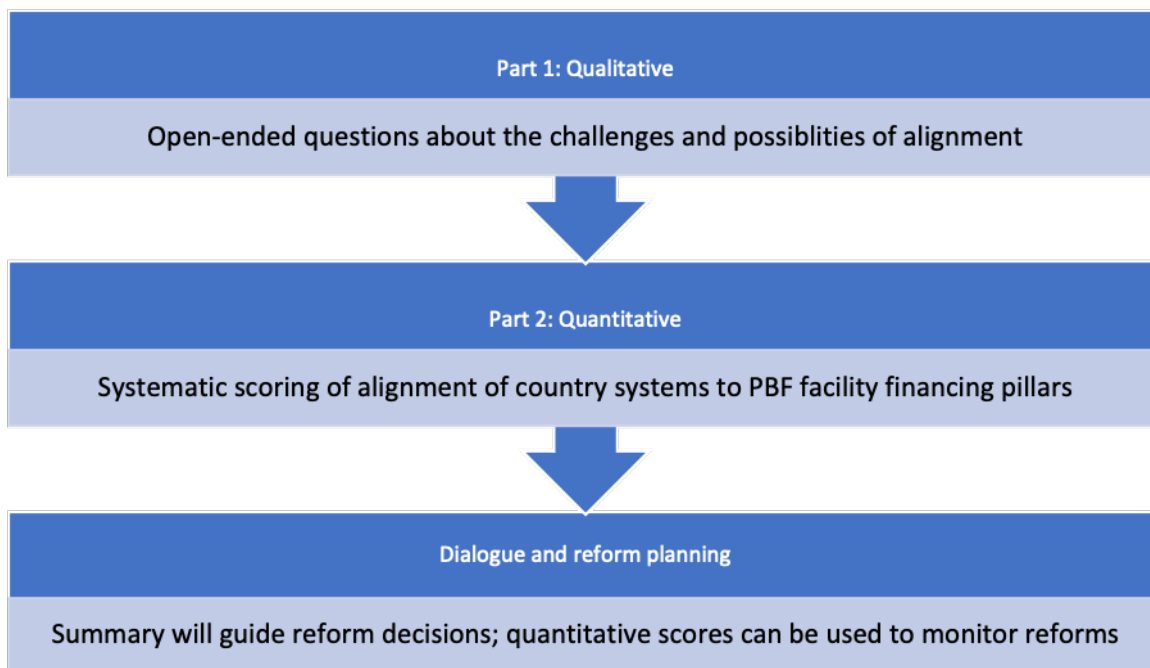 Part 1: Qualitative
Open-ended questions about the challenges and possiblities of alignment
Part 2: Quantitative
Systematic scoring of alignment of country systems to PBF facility financing pillars
Dialogue and reform planning
Summary will guide reform decisions; quantitative scores can be used to monitor reforms